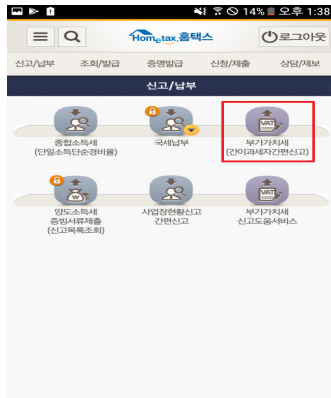 14% 오후 1:38
Hometax. 홈택스 로그아웃
신고/납부 조회/발급 증명발급 신청/제출 상담/제보
신고/납부
VAT
종합소득세 국세납부 부가가치세
(단일소득단순경비율) (간이과세자간편신고)
W VAT
양도소득세 사업장현황신고 부가가치세
증빙서류제출 간편신고 신고도움서비스
(신고목록조회)